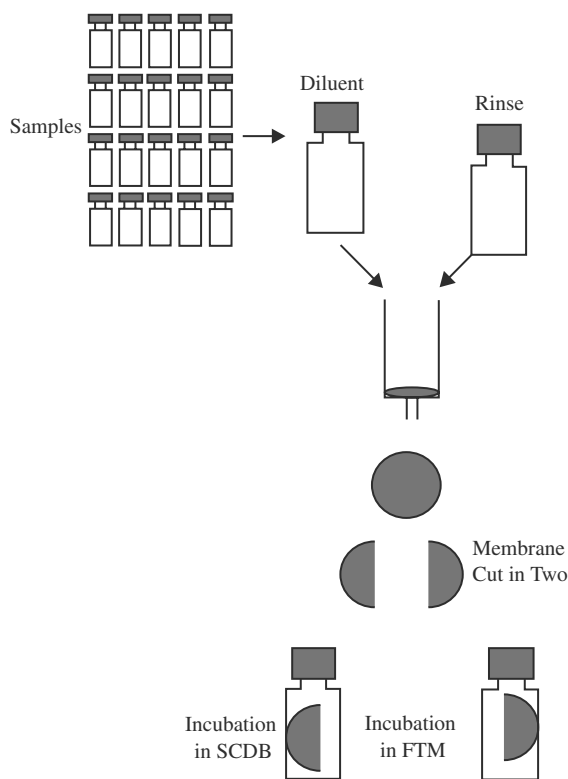 Samples
Diluent
Rinse
Membrane
Cut in Two
Incubation
in SCDB
Incubation
in FTM